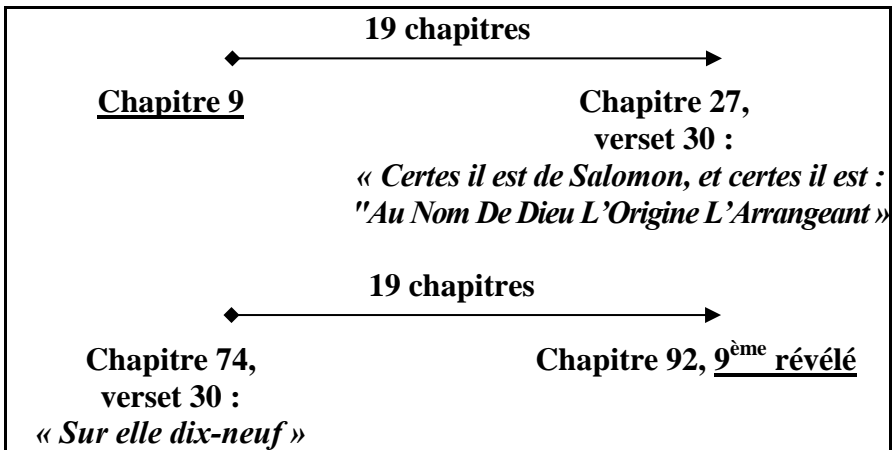 19 chapitres
Chapitre 9
Chapitre 27,
verset 30 :
« Certes il est de Salomon, et certes il est :
"Au Nom De Dieu L’Origine L’Arrangeant »
19 chapitres
Chapitre 74,
verset 30 :
« Sur elle dix-neuf »
Chapitre 92, 9ème révélé